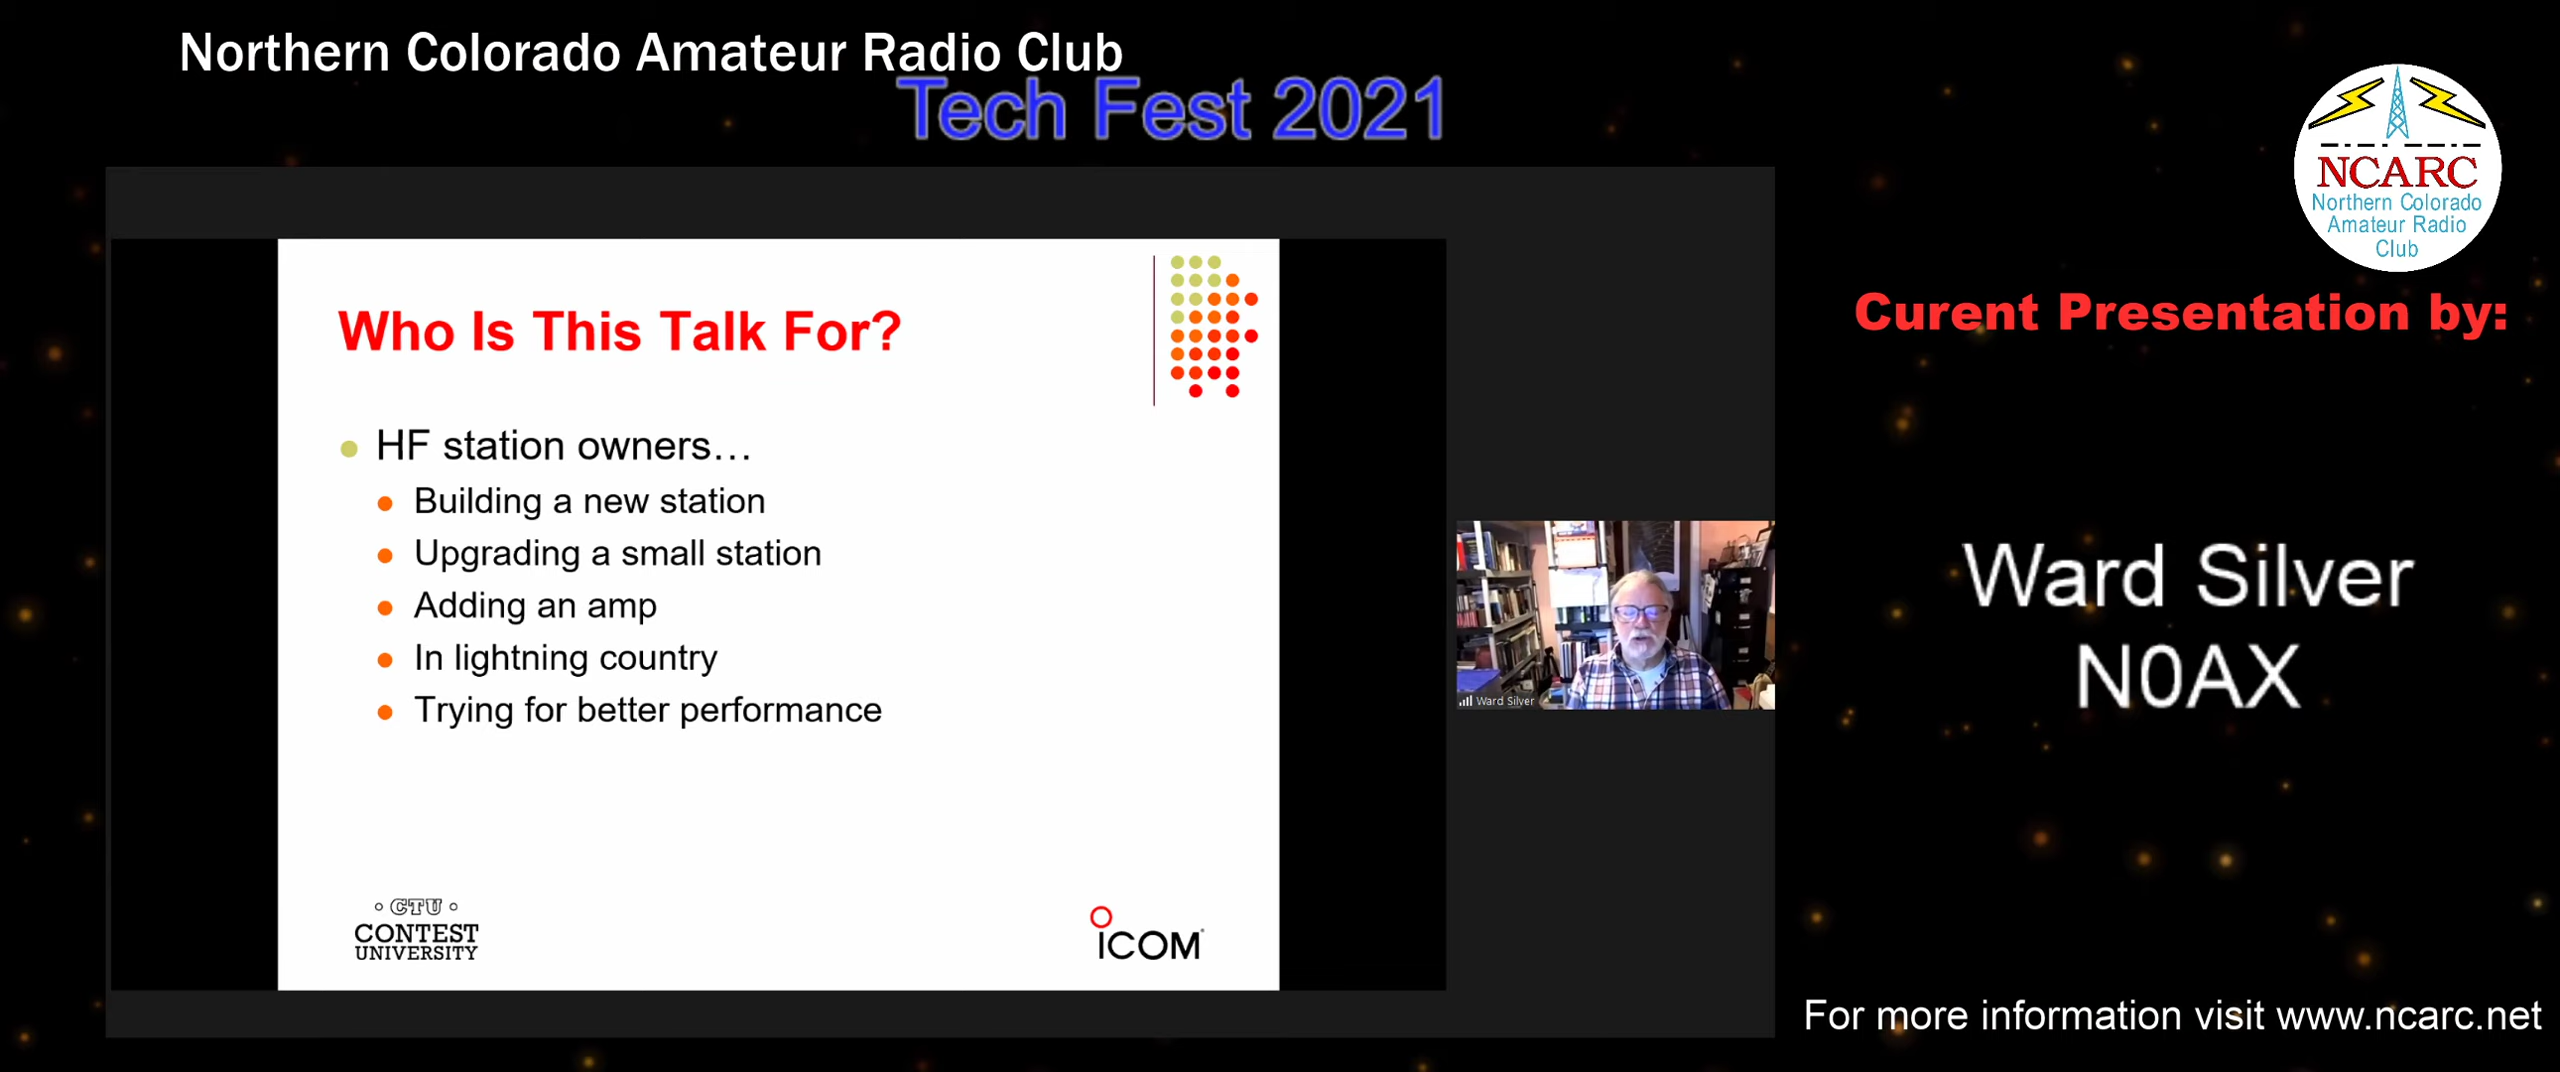 Northern Colorado Amateur Radio Club
Tech Fest 2021
NCARC
Northern Colorado
Amateur Radio
Club
Who Is This Talk For?
HF station owners…
Building a new station
Upgrading a small station
Adding an amp
In lightning country
Trying for better performance
CTU
CONTEST
UNIVERSITY
ICOM
Ward Silver
Curent Presentation by:
Ward Silver
N0AX
For more information visit www.ncarc.net